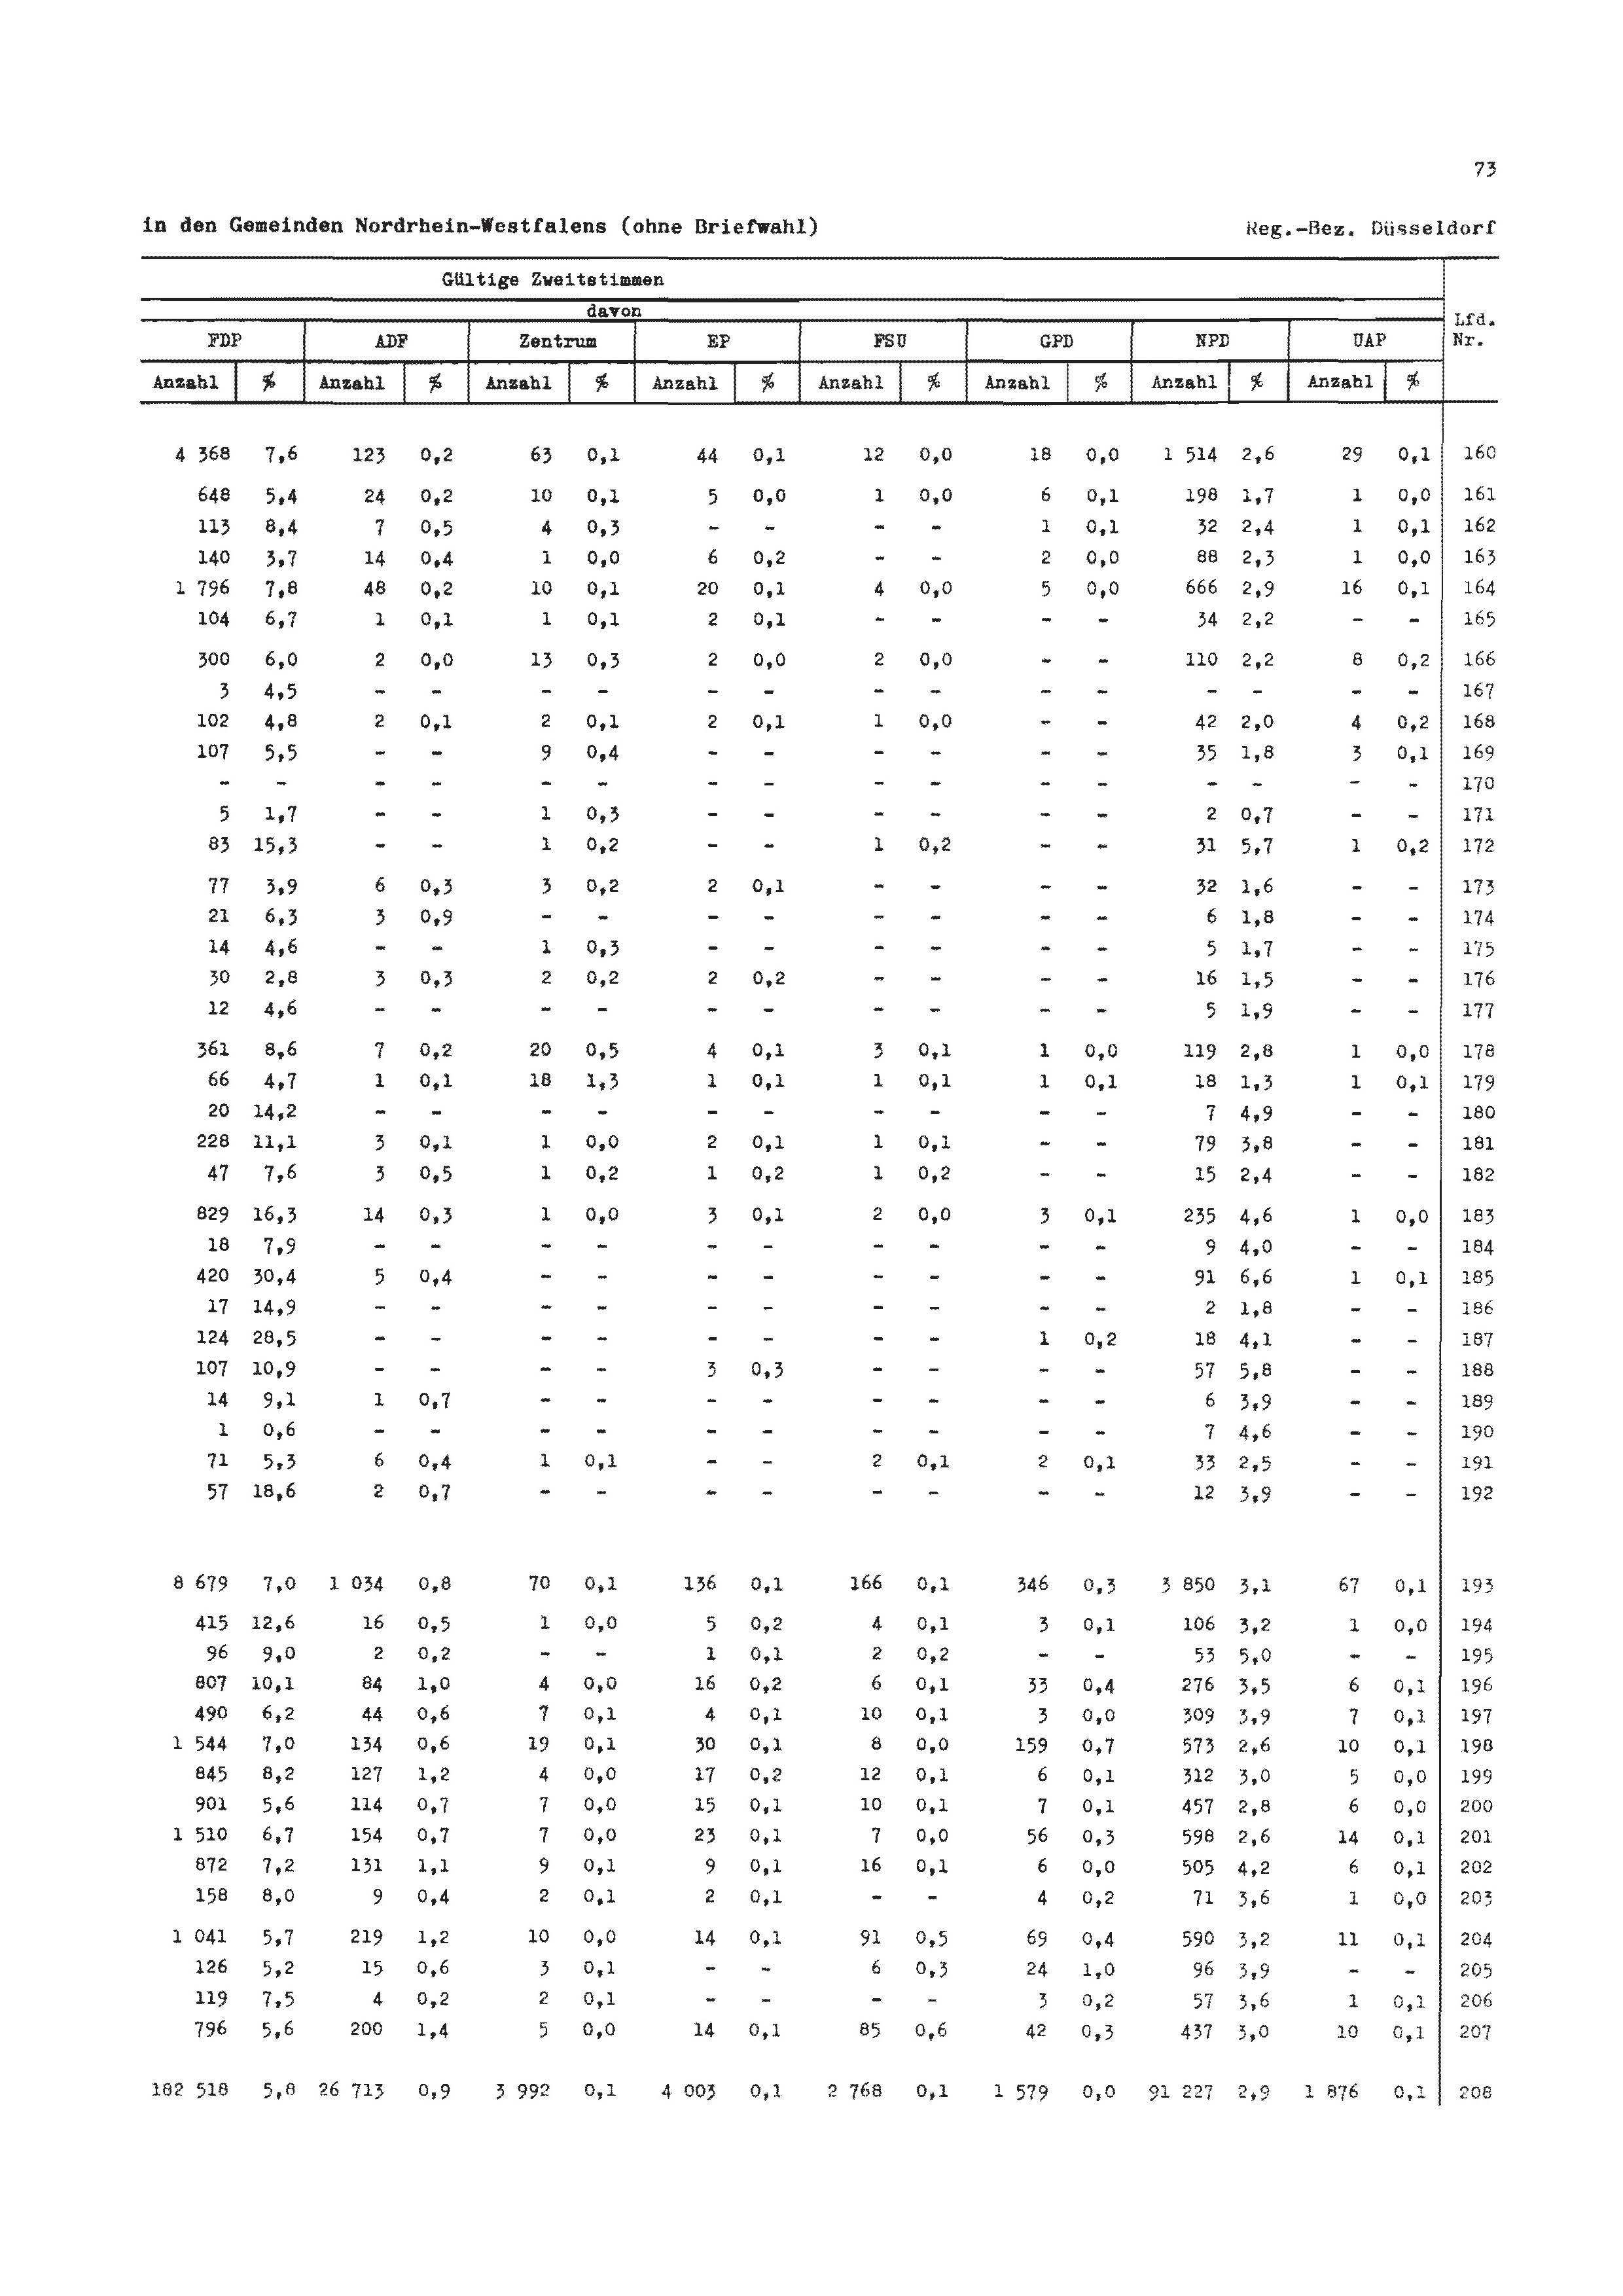 73
in den Gemeinden Nordrhein-Westfalens (ohne Briefwahl) Reg.-Bez. Düsseldorf
Gültige Zweitstimmen
davon
Lfd. Nr.
FDP ADF Zentrum EP FSU GPD NPD UAP
Anzahl % Anzahl % Anzahl % Anzahl % Anzahl % Anzahl % Anzahl % Anzahl %
4 368 7,6 123 0,2 63 0,1 44 0,1 12 0,0 18 0,0 1 514 2,6 29 0,1 160
648 5,4 24 0,2 10 0,1 5 0,0 1 0,0 6 0,1 198 1,7 1 0,0 161
113 8,4 7 0,5 4 0,3 - - - - 1 0,1 32 2,4 1 0,1 162
140 3,7 14 0,4 1 0,0 6 0,2 - - 2 0,0 88 2,3 1 0,0 163
1 796 7,8 48 0,2 10 0,1 20 0,1 4 0,0 5 0,0 666 2,9 16 0,1 164
104 6,7 1 0,1 1 0,1 2 0,1 - - - - 34 2,2 - - 165
300 6,0 2 0,0 13 0,3 2 0,0 2 0,0 - - 110 2,2 8 0,2 166
3 4,5 - - - - - - - - - - - - - - 167
102 4,8 2 0,1 2 0,1 2 0,1 1 0,0 - - 42 2,0 4 0,2 168
107 5,5 - - 9 0,4 - - - - - - 35 1,8 3 0,1 169
- - - - - - - - - - - - - - - - 170
5 1,7 - - 1 0,3 - - - - - - 2 0,7 - - 171
83 15,3 - - 1 0,2 - - 1 0,2 - - 31 5,7 1 0,2 172
77 3,9 6 0,3 3 0,2 2 0,1 - - - - 32 1,6 - - 173
21 6,3 3 0,9 - - - - - - - - 6 1,8 - - 174
14 4,6 - - 1 0,3 - - - - - - 5 1,7 - - 175
30 2,8 3 0,3 2 0,2 2 0,2 - - - - 16 1,5 - - 176
12 4,6 - - - - - - - - - - 5 1,9 - - 177
361 8,6 7 0,2 20 0,5 4 0,1 3 0,1 1 0,0 119 2,8 1 0,0 178
66 4,7 1 0,1 18 1,3 1 0,1 1 0,1 1 0,1 18 1,3 1 0,1 179
20 14,2 - - - - - - - - - - 7 4,9 - - 180
228 11,1 3 0,1 1 0,0 2 0,1 1 0,1 - - 79 3,8 - - 181
47 7,6 3 0,5 1 0,2 1 0,2 1 0,2 - - 15 2,4 - - 182
829 16,3 14 0,3 1 0,0 3 0,1 2 0,0 3 0,1 235 4,6 1 0,0 183
18 7,9 - - - - - - - - - - 9 4,0 - - 184
420 30,4 5 0,4 - - - - - - - - 91 6,6 1 0,1 185
17 14,9 - - - - - - - - - - 2 1,8 - - 186
124 28,5 - - - - - - - - 1 0,2 18 4,1 - - 187
107 10,9 - - - - 3 0,3 - - - - 57 5,8 - - 188
14 9,1 1 0,7 - - - - - - - - 6 3,9 - - 189
1 0,6 - - - - - - - - - - 7 4,6 - - 190
71 5,3 6 0,4 1 0,1 - - 2 0,1 2 0,1 33 2,5 - - 191
57 18,6 2 0,7 - - - - - - - - 12 3,9 - - 192
8 679 7,0 1 034 0,8 70 0,1 136 0,1 166 0,1 346 0,3 3 850 3,1 67 0,1 193
415 12,6 16 0,5 1 0,0 5 0,2 4 0,1 3 0,1 106 3,2 1 0,0 194
96 9,0 2 0,2 - - 1 0,1 2 0,2 - - 53 5,0 - - 195
807 10,1 84 1,0 4 0,0 16 0,2 6 0,1 33 0,4 276 3,5 6 0,1 196
490 6,2 44 0,6 7 0,1 4 0,1 10 0,1 3 0,0 309 3,9 7 0,1 197
1 544 7,0 134 0,6 19 0,1 30 0,1 8 0,0 159 0,7 573 2,6 10 0,1 198
845 8,2 127 1,2 4 0,0 17 0,2 12 0,1 6 0,1 312 3,0 5 0,0 199
901 5,6 114 0,7 7 0,0 15 0,1 10 0,1 7 0,1 457 2,8 6 0,0 200
1 510 6,7 154 0,7 7 0,0 23 0,1 7 0,0 56 0,3 598 2,6 14 0,1 201
872 7,2 131 1,1 9 0,1 9 0,1 16 0,1 6 0,0 505 4,2 6 0,1 202
158 8,0 9 0,4 2 0,1 2 0,1 - - 4 0,2 71 3,6 1 0,0 203
1 041 5,7 219 1,2 10 0,0 14 0,1 91 0,5 69 0,4 590 3,2 11 0,1 204
126 5,2 15 0,6 3 0,1 - - 6 0,3 24 1,0 96 3,9 - - 205
119 7,5 4 0,2 2 0,1 - - - - 3 0,2 57 3,6 1 0,1 206
796 5,6 200 1,4 5 0,0 14 0,1 85 0,6 42 0,3 437 3,0 10 0,1 207
182 518 5,8 26 713 0,9 3 992 0,1 4 003 0,1 2 768 0,1 1 579 0,0 91 227 2,9 1 876 0,1 208